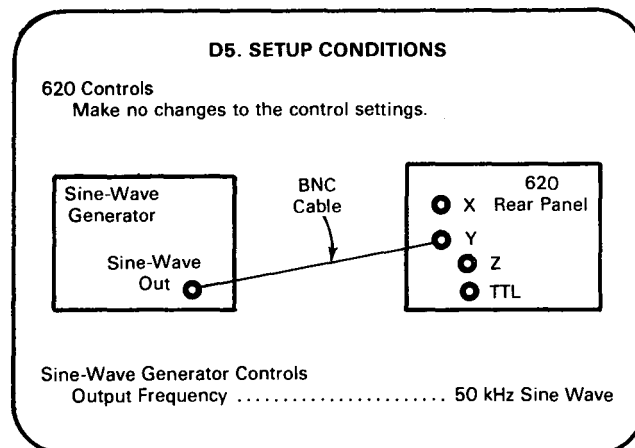 D5. SETUP CONDITIONS
620 Controls
Make no changes to the control settings.
Sine-Wave
Generator
Sine-Wave
Out
BNC
Cable
620
X Rear Panel
Y
Z
TTL
Sine-Wave Generator Controls
Output Frequency ....................... 50 kHz Sine Wave